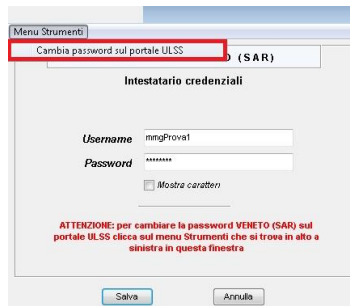 Menu Strumenti
Cambia password sul portale ULSS
O (SAR)
Intestatario credenziali
Username mmgProva1
Password ********
Mostra caratteri
ATTENZIONE: per cambiare la password VENETO (SAR) sul
portale ULSS clicca sul menu Strumenti che si trova in alto a
sinistra in questa finestra
Salva Annulla